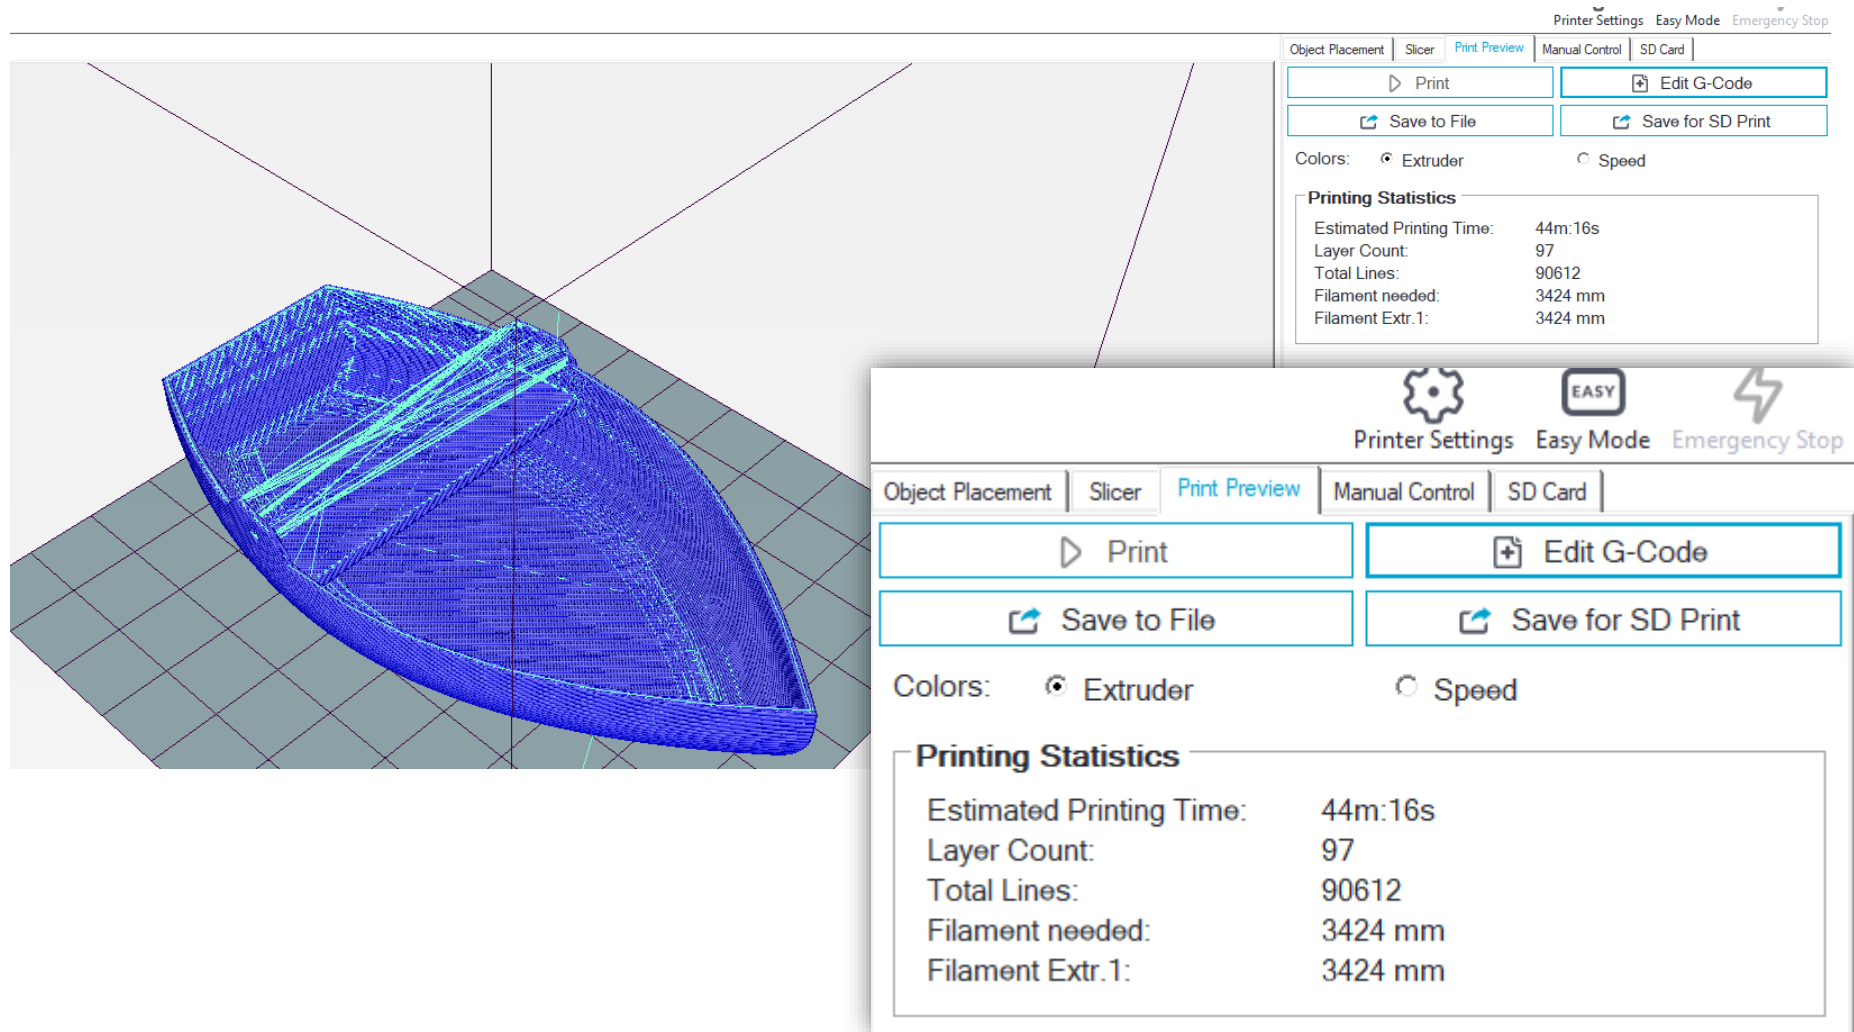 Printer Settings Easy Mode Emergency Stop
Object Placement Slicer Print Preview Manual Control SD Card
Print Edit G-Code
Save to File Save for SD Print
Colors: Extruder Speed
Printing Statistics
Estimated Printing Time: 44m:16s
Layer Count: 97
Total Lines: 90612
Filament needed: 3424 mm
Filament Extr.1: 3424 mm
EASY
Printer Settings Easy Mode Emergency Stop
Object Placement Slicer Print Preview Manual Control SD Card
Print Edit G-Code
Save to File Save for SD Print
Colors: Extruder Speed
Printing Statistics
Estimated Printing Time: 44m:16s
Layer Count: 97
Total Lines: 90612
Filament needed: 3424 mm
Filament Extr.1: 3424 mm